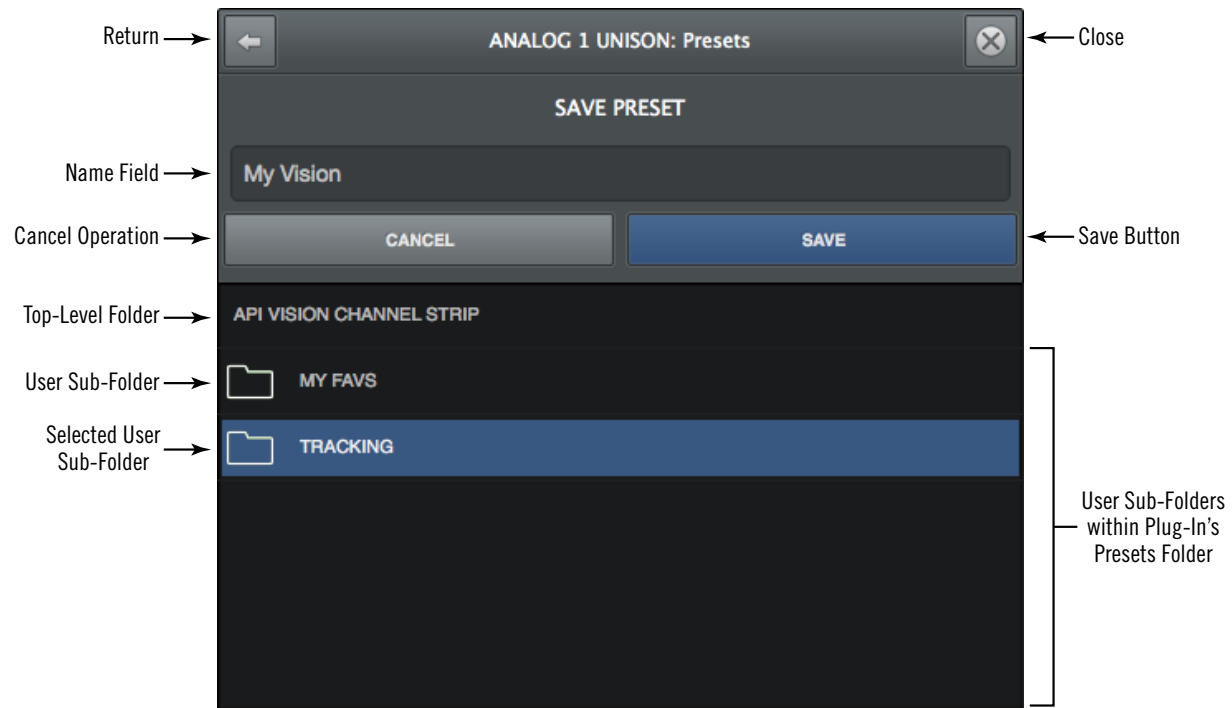 Return
ANALOG 1 UNISON: Presets
Close
SAVE PRESET
Name Field
My Vision
Cancel Operation
CANCEL
SAVE
Save Button
Top-Level Folder
API VISION CHANNEL STRIP
User Sub-Folder
MY FAVS
Selected User
Sub-Folder
TRACKING
User Sub-Folders
within Plug-In's
Presets Folder